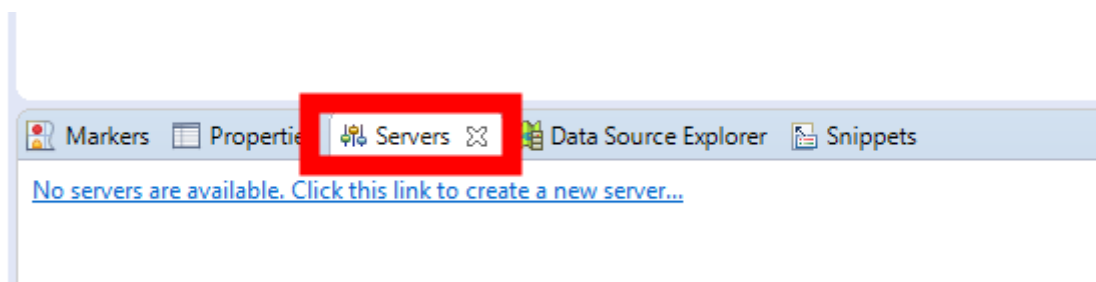 Markers Propertie Servers Data Source Explorer Snippets
No servers are available. Click this link to create a new server...